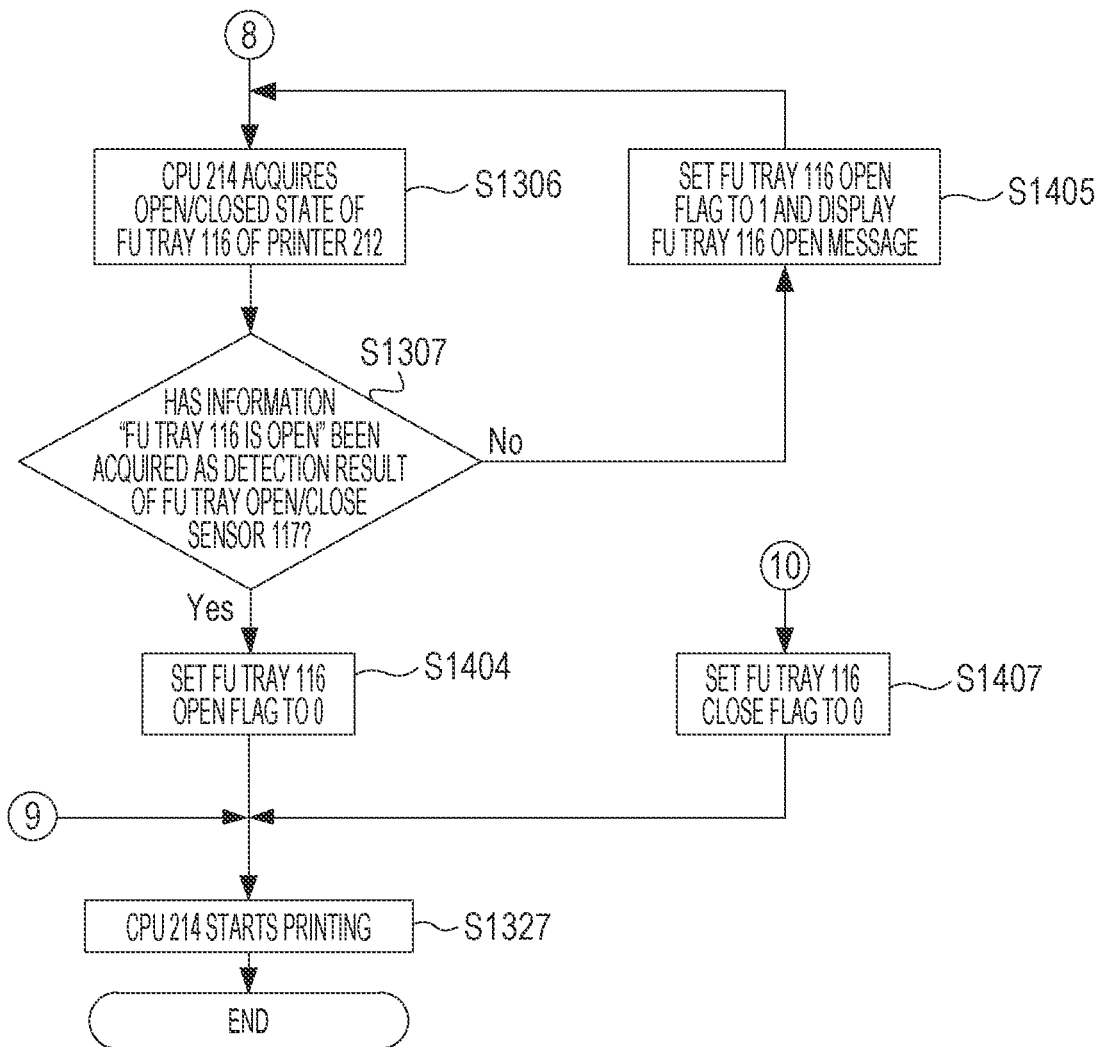 8
CPU 214 ACQUIRES
OPEN/CLOSED STATE OF
FU TRAY 116 OF PRINTER 212
S1306
SET FU TRAY 116 OPEN
FLAG TO 1 AND DISPLAY
FU TRAY 116 OPEN MESSAGE
S1405
S1307
HAS INFORMATION
“FU TRAY 116 IS OPEN” BEEN
ACQUIRED AS DETECTION RESULT
OF FU TRAY OPEN/CLOSE
SENSOR 117?
No
Yes
10
SET FU TRAY 116
OPEN FLAG TO 0
S1404
SET FU TRAY 116
CLOSE FLAG TO 0
S1407
9
CPU 214 STARTS PRINTING
S1327
END